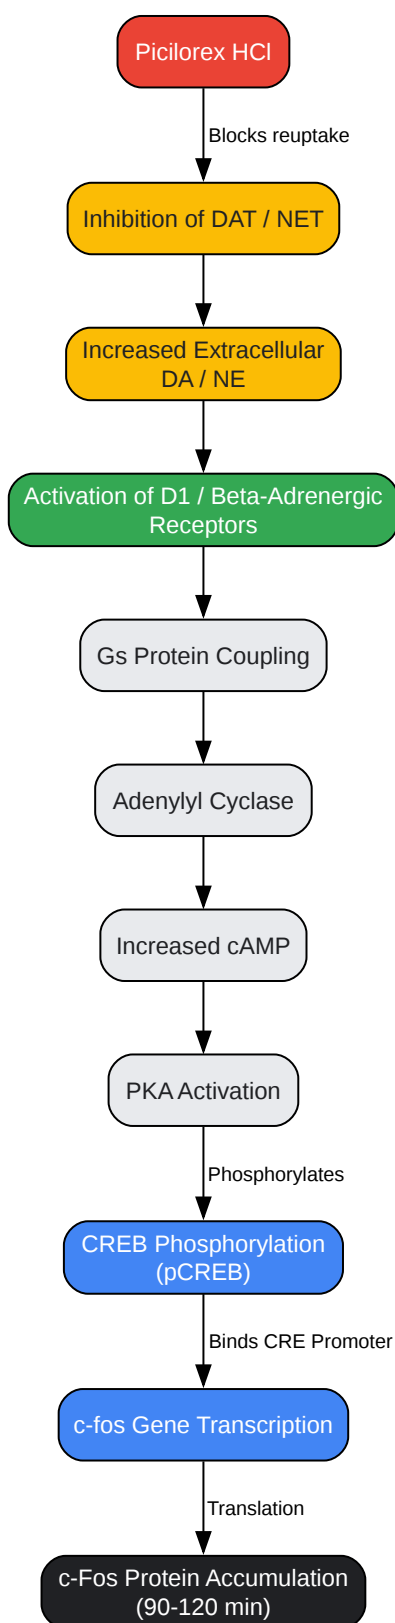 Picilorex HCl
Blocks reuptake
Inhibition of DAT / NET
Increased Extracellular
DA / NE
Activation of D1 / Beta-Adrenergic
Receptors
Gs Protein Coupling
Adenylyl Cyclase
Increased cAMP
PKA Activation
Phosphorylates
CREB Phosphorylation
(pCREB)
Binds CRE Promoter
c-fos Gene Transcription
Translation
c-Fos Protein Accumulation
(90-120 min)